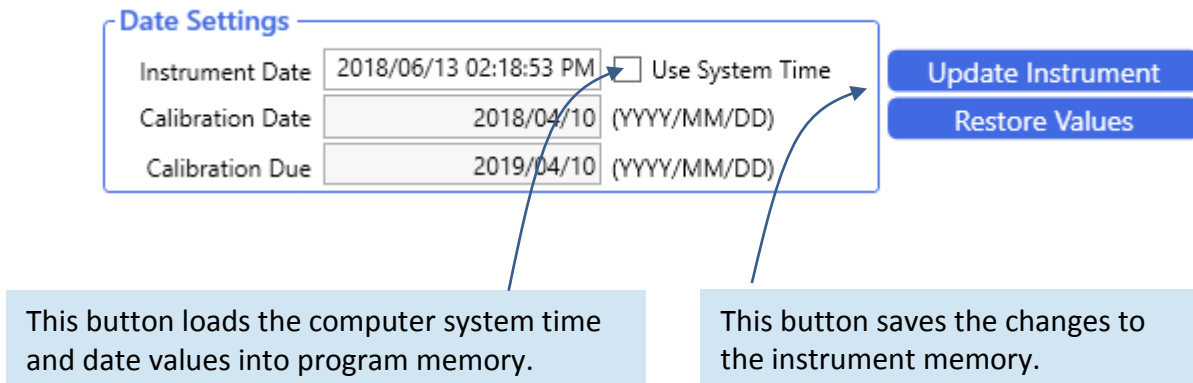 Date Settings
Instrument Date 2018/06/13 02:18:53 PM Use System Time Update Instrument
Calibration Date 2018/04/10 (YYYY/MM/DD) Restore Values
Calibration Due 2019/04/10 (YYYY/MM/DD)
This button loads the computer system time
and date values into program memory.
This button saves the changes to
the instrument memory.